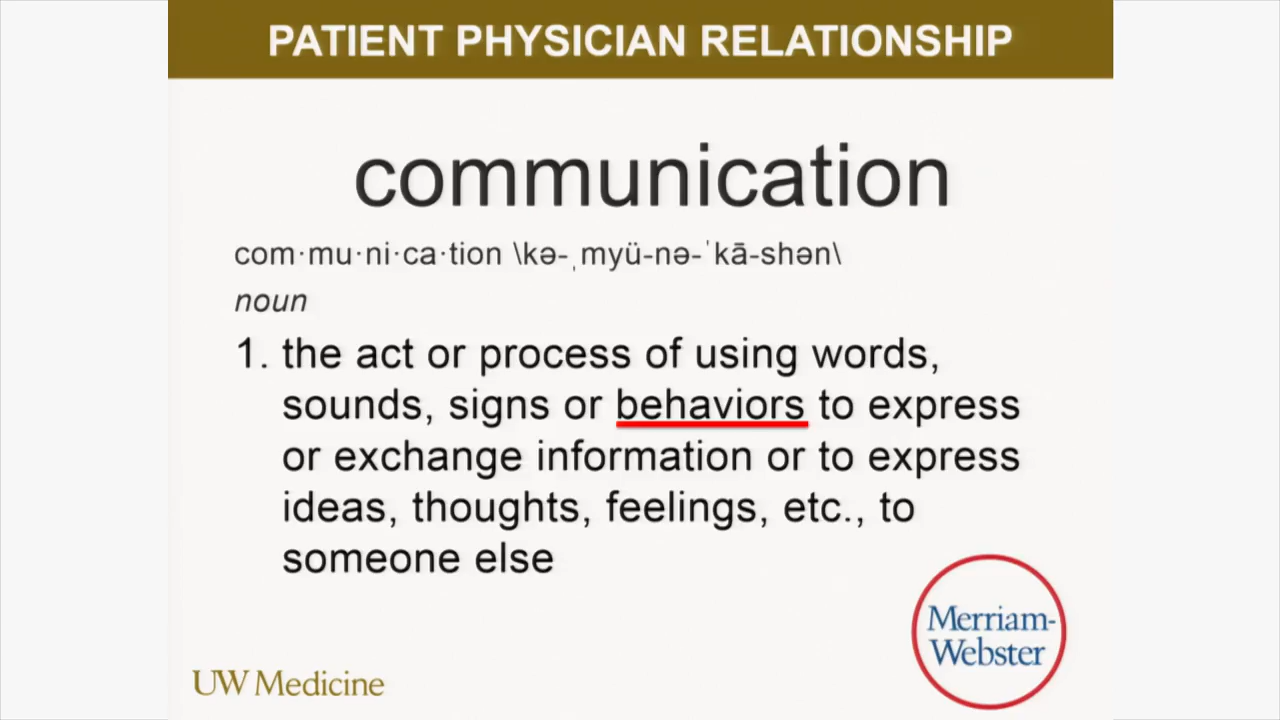 PATIENT PHYSICIAN RELATIONSHIP
communication
com·mu·ni·ca·tion \kə-ˌmyü-nə-ˈkā-shən\
noun
1. the act or process of using words,
sounds, signs or behaviors to express
or exchange information or to express
ideas, thoughts, feelings, etc., to
someone else
Merriam-
Webster
UW Medicine